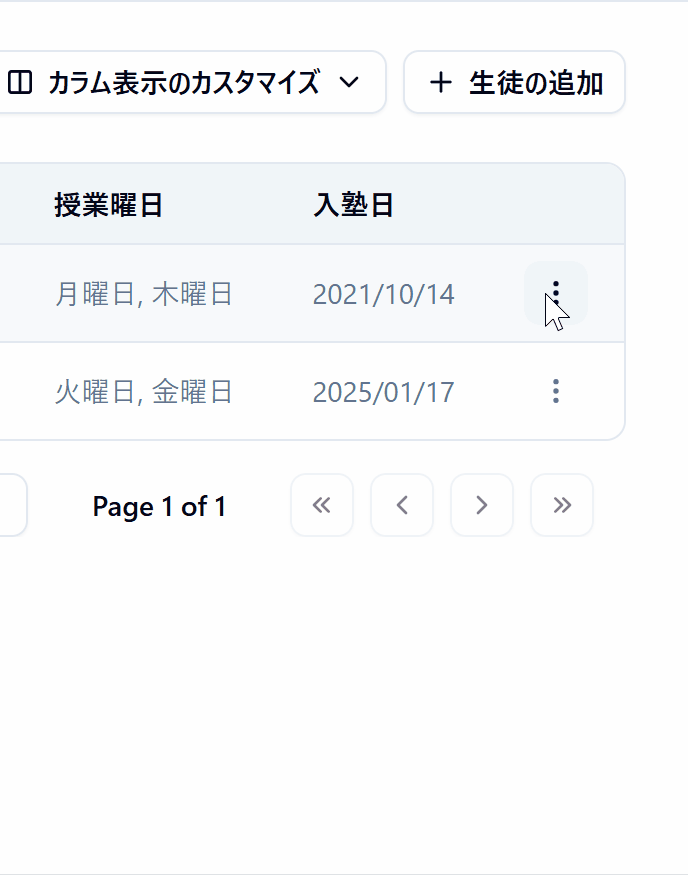 カラム表示のカスタマイズ
生徒の追加
授業曜日 入塾日
月曜日, 木曜日 2021/10/14
火曜日, 金曜日 2025/01/17
Page 1 of 1